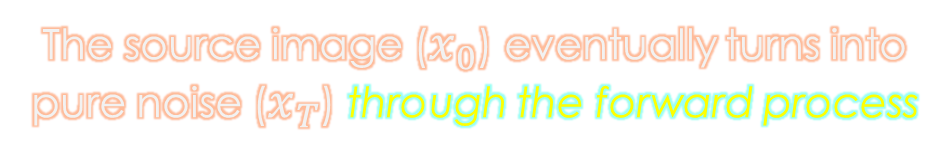 The source image (x₀) eventually turns into
pure noise (x_T) through the forward process